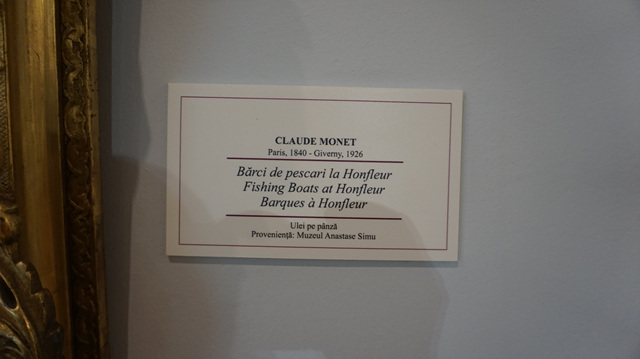 CLAUDE MONET
Paris, 1840 - Giverny, 1926
Bărci de pescari la Honfleur
Fishing Boats at Honfleur
Barques à Honfleur
Ulei pe pânză
Proveniență: Muzeul Anastase Simu